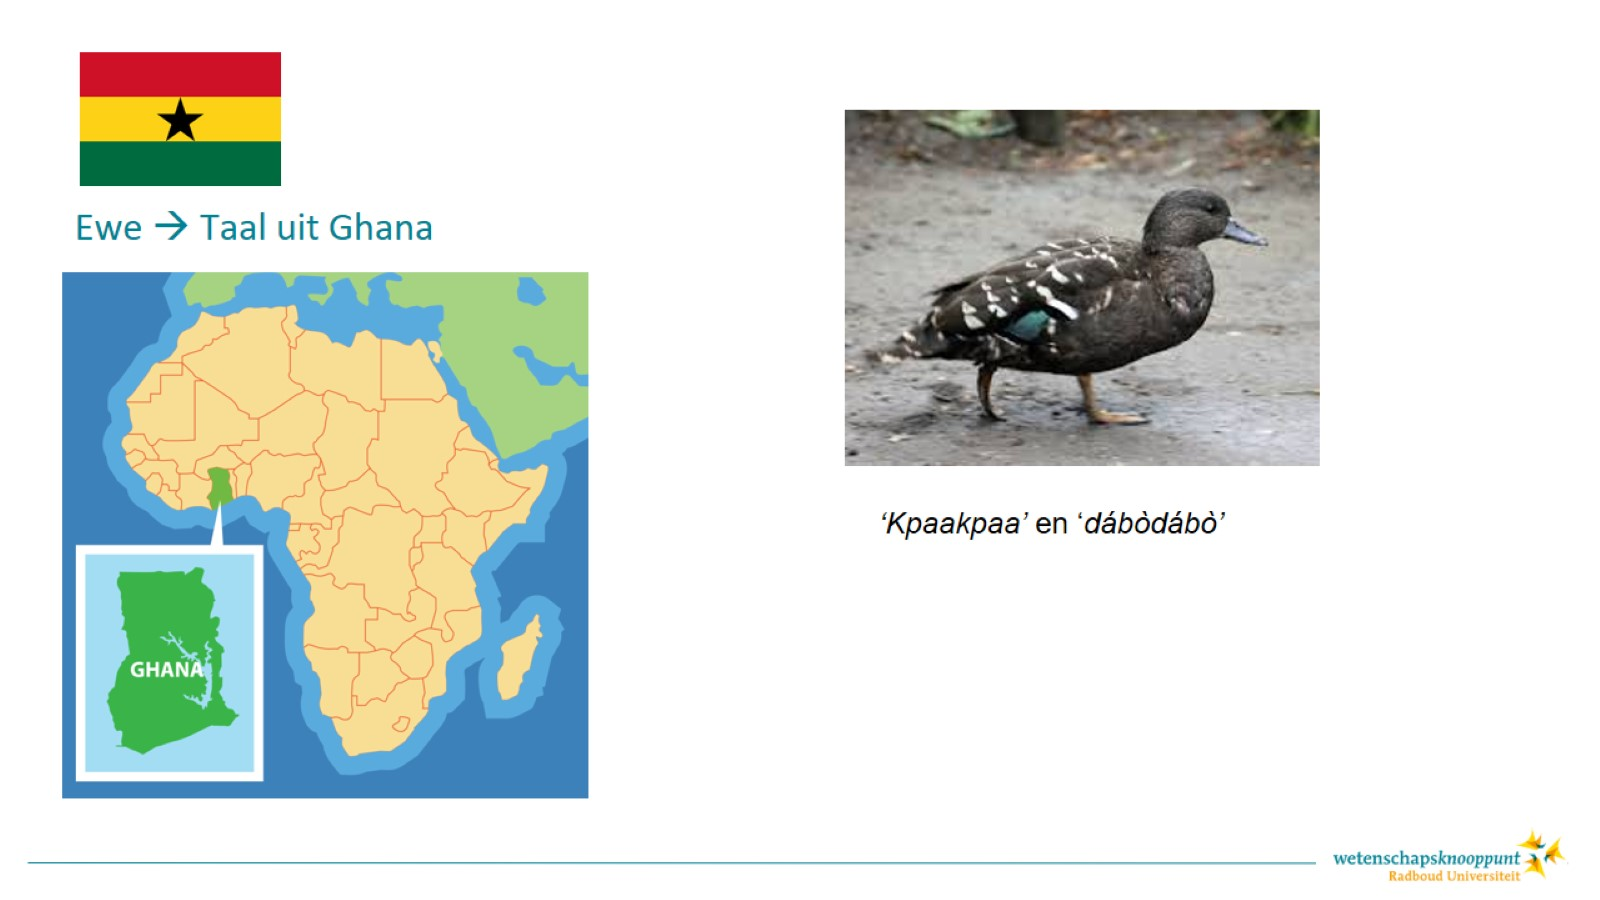 Ewe → Taal uit Ghana
GHANA
‘Kpaakpaa’ en ‘dábòdábò’
wetenschapsknooppunt
Radboud Universiteit